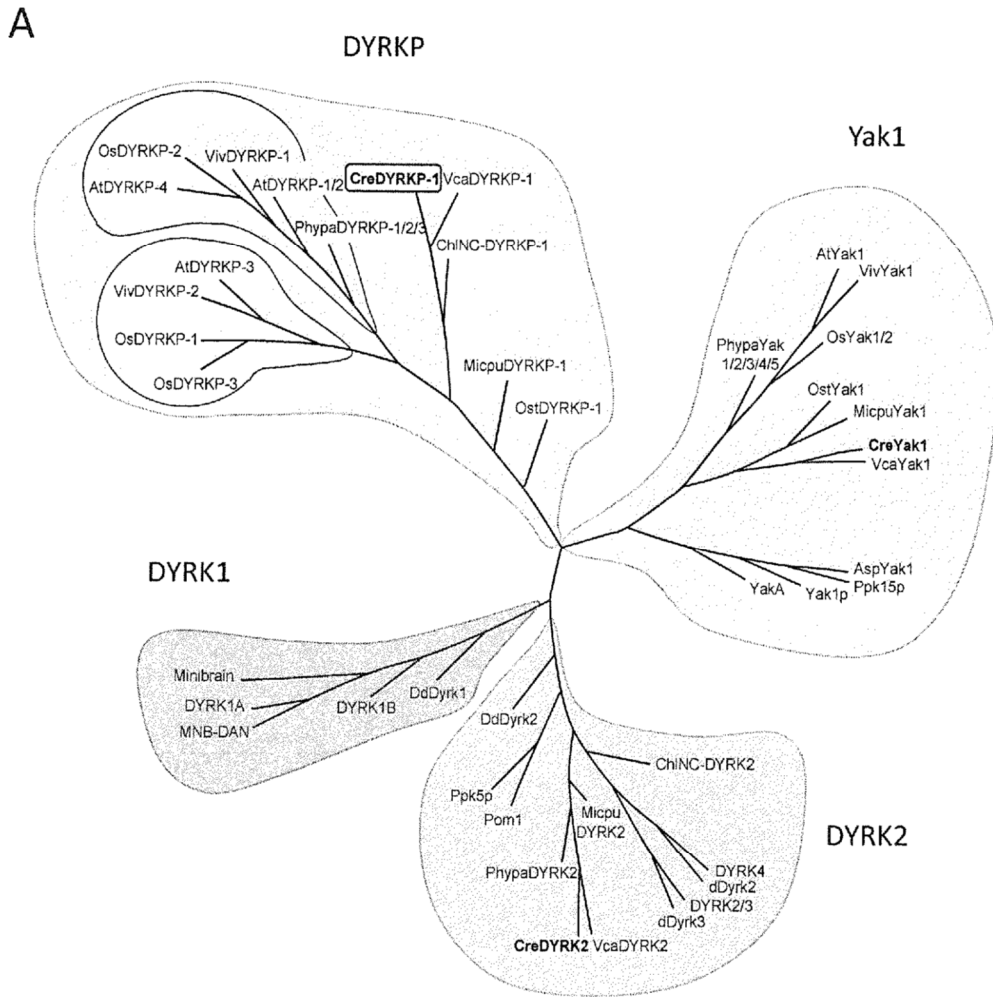 A
DYRKP
Yak1
OsDYRKP-2
VivDYRKP-1
AtDYRKP-4
AtDYRKP-1/2
CreDYRKP-1
VcaDYRKP-1
PhypaDYRKP-1/2/3
ChlNC-DYRKP-1
AtDYRKP-3
VivDYRKP-2
OsDYRKP-1
OsDYRKP-3
MicpuDYRKP-1
OstDYRKP-1
AtYak1
VivYak1
PhypaYak
1/2/3/4/5
OsYak1/2
OstYak1
MicpuYak1
CreYak1
VcaYak1
AspYak1
Ppk15p
Yak1p
YakA
DYRK1
Minibrain
DYRK1A
MNB-DAN
DYRK1B
DdDyrk1
DdDyrk2
Ppk5p
Pom1
ChlNC-DYRK2
Micpu
DYRK2
PhypaDYRK2
DYRK2
DYRK4
dDyrk2
DYRK2/3
dDyrk3
CreDYRK2
VcaDYRK2